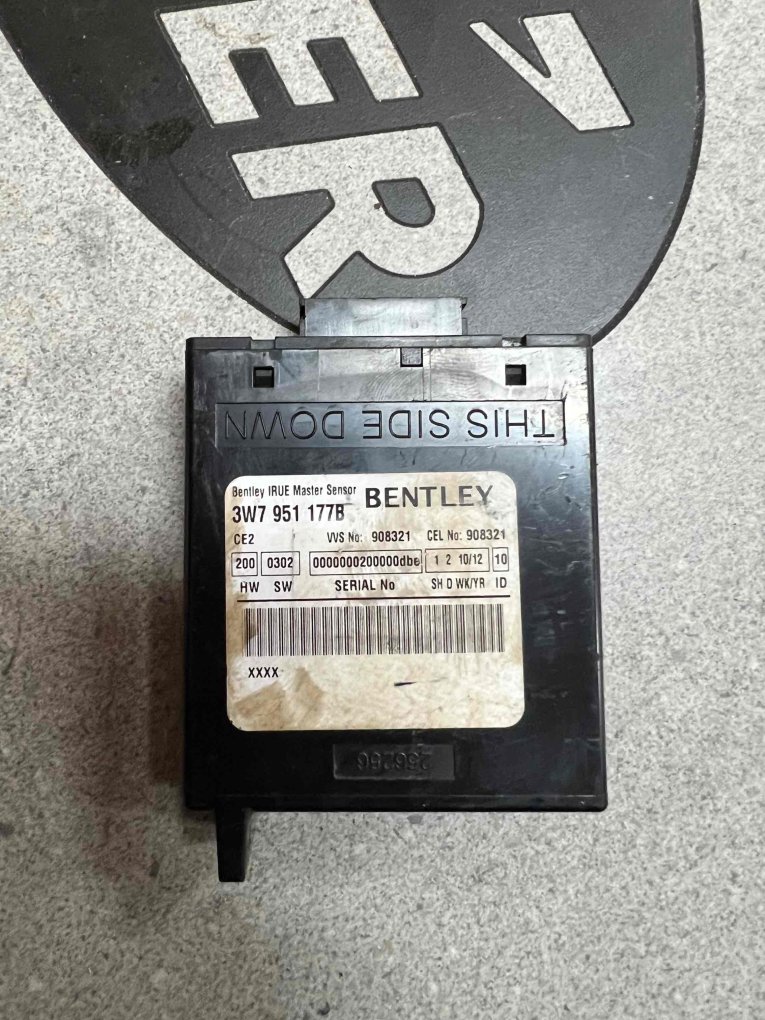 ER
THIS SIDE DOWN
Bentley IRUE Master Sensor BENTLEY
3W7 951 177B
CE2 VVS No: 908321 CEL No: 908321
200 0302 0000000200000dbe 1 2 10/12 10
HW SW SERIAL No SH D WK/YR ID
XXXX
256266